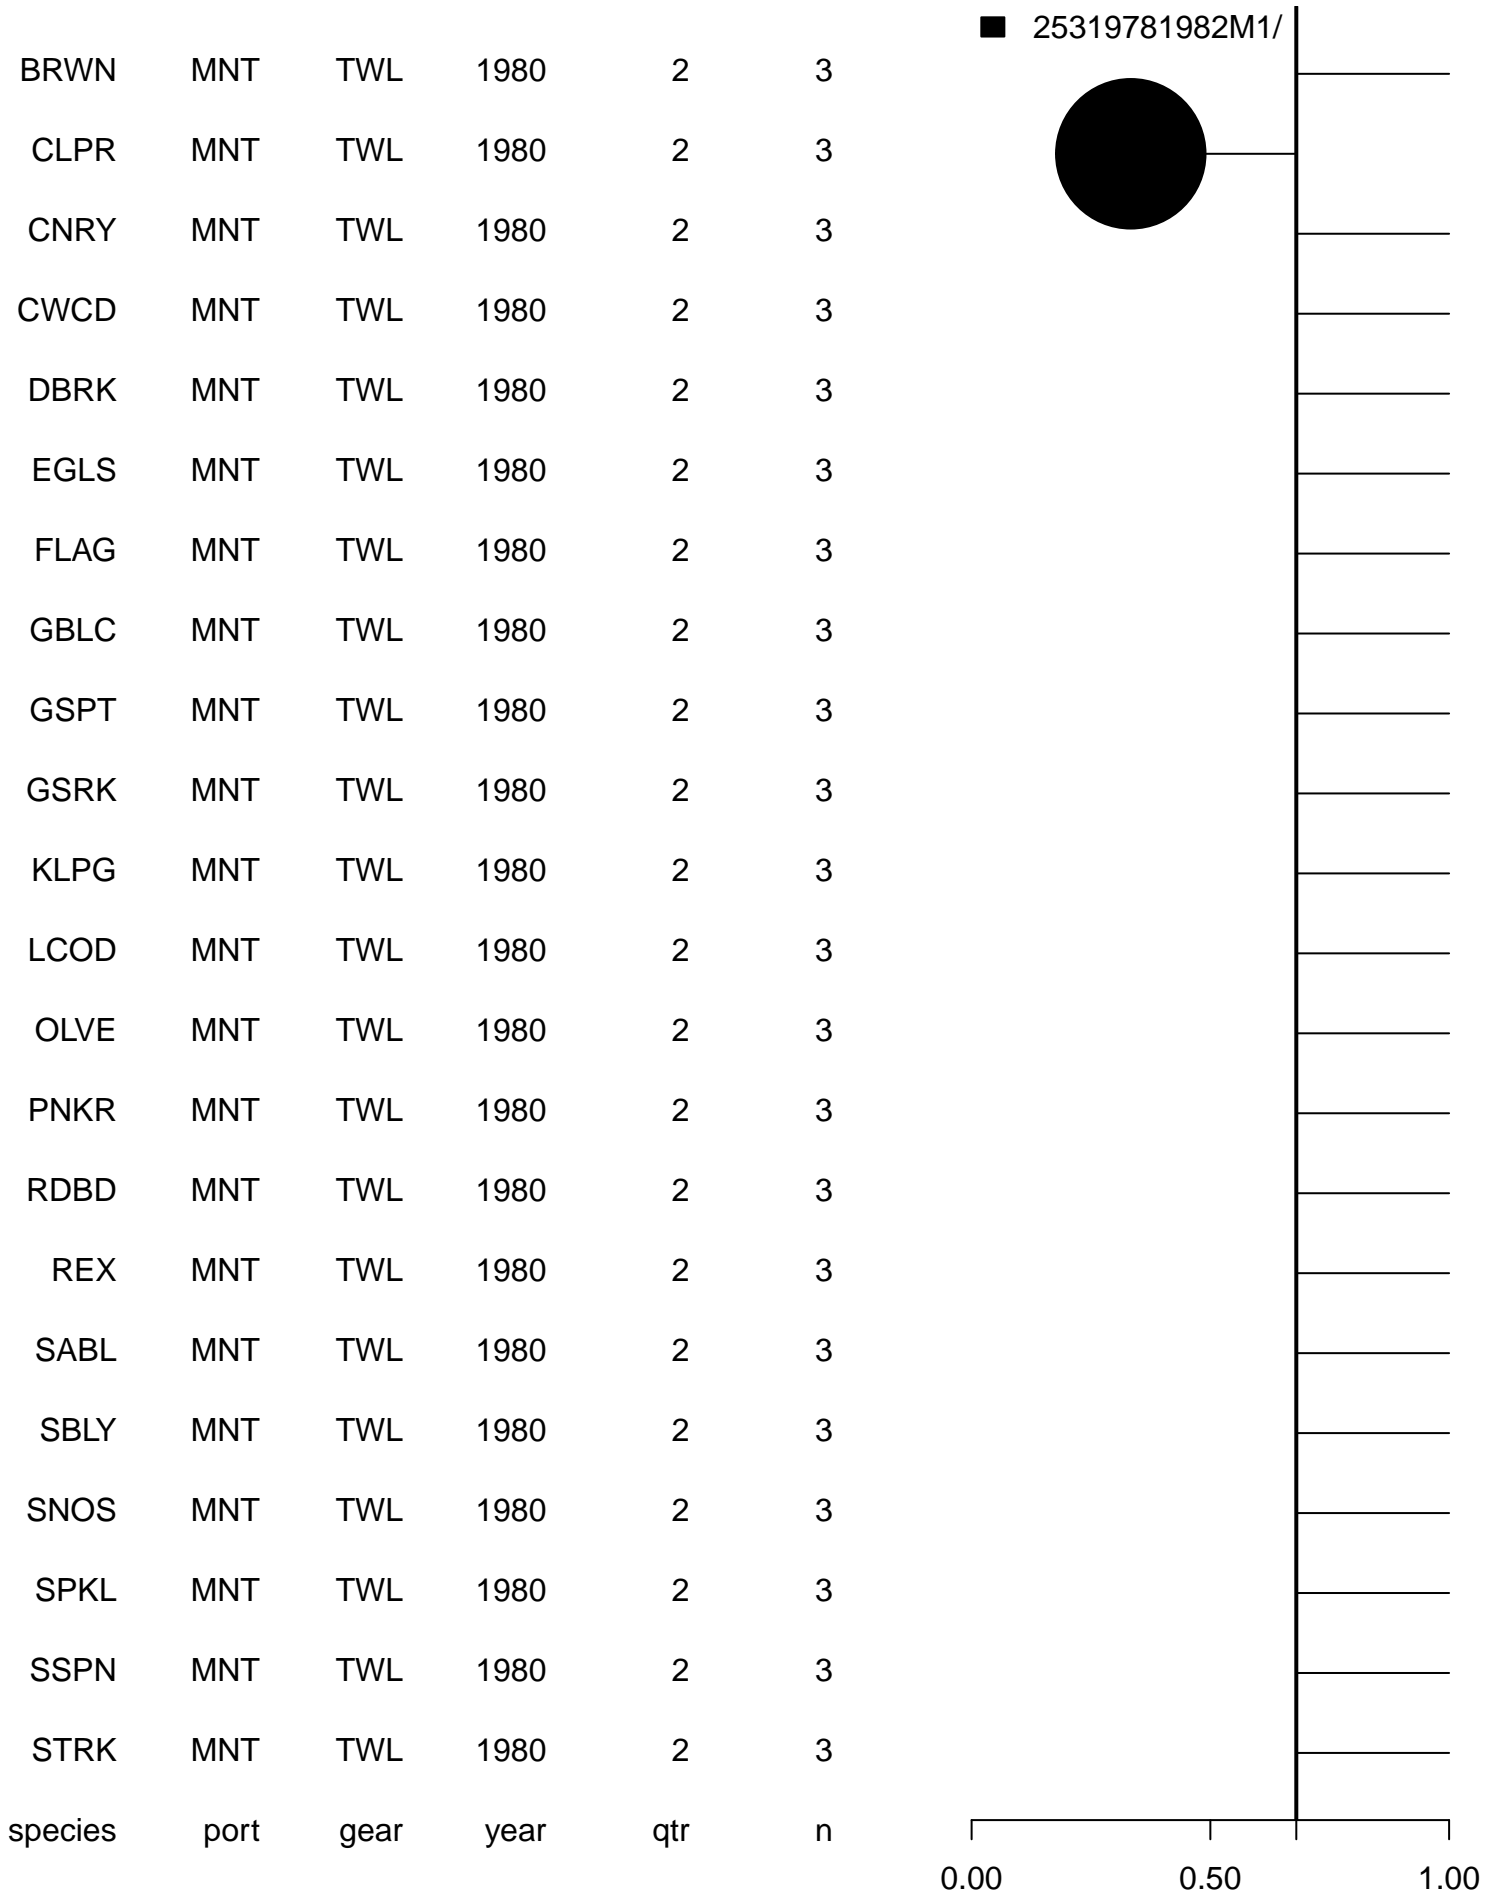 25319781982M1/
BRWN MNT TWL 1980 2 3
CLPR MNT TWL 1980 2 3
CNRY MNT TWL 1980 2 3
CWCD MNT TWL 1980 2 3
DBRK MNT TWL 1980 2 3
EGLS MNT TWL 1980 2 3
FLAG MNT TWL 1980 2 3
GBLC MNT TWL 1980 2 3
GSPT MNT TWL 1980 2 3
GSRK MNT TWL 1980 2 3
KLPG MNT TWL 1980 2 3
LCOD MNT TWL 1980 2 3
OLVE MNT TWL 1980 2 3
PNKR MNT TWL 1980 2 3
RDBD MNT TWL 1980 2 3
REX MNT TWL 1980 2 3
SABL MNT TWL 1980 2 3
SBLY MNT TWL 1980 2 3
SNOS MNT TWL 1980 2 3
SPKL MNT TWL 1980 2 3
SSPN MNT TWL 1980 2 3
STRK MNT TWL 1980 2 3
species port gear year qtr n
0.00 0.50 1.00